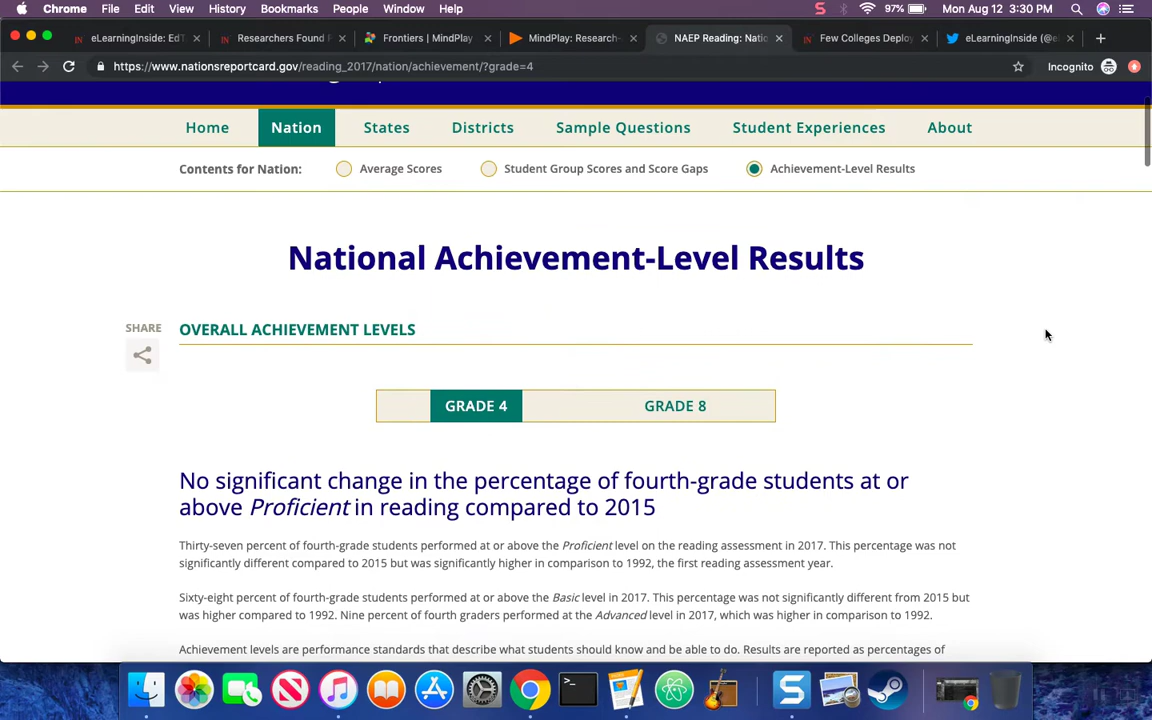 Chrome File Edit View History Bookmarks People Window Help 97% Mon Aug 12 3:30 PM
eLearningInside: EdT Researchers Found F Frontiers | MindPlay MindPlay: Research- NAEP Reading: Natio Few Colleges Deploy eLearningInside (@e
https://www.nationsreportcard.gov/reading_2017/nation/achievement/?grade=4 Incognito
Home Nation States Districts Sample Questions Student Experiences About
Contents for Nation: Average Scores Student Group Scores and Score Gaps Achievement-Level Results
National Achievement-Level Results
SHARE
OVERALL ACHIEVEMENT LEVELS
GRADE 4 GRADE 8
No significant change in the percentage of fourth-grade students at or
above Proficient in reading compared to 2015
Thirty-seven percent of fourth-grade students performed at or above the Proficient level on the reading assessment in 2017. This percentage was not
significantly different compared to 2015 but was significantly higher in comparison to 1992, the first reading assessment year.
Sixty-eight percent of fourth-grade students performed at or above the Basic level in 2017. This percentage was not significantly different from 2015 but
was higher compared to 1992. Nine percent of fourth graders performed at the Advanced level in 2017, which was higher in comparison to 1992.
Achievement levels are performance standards that describe what students should know and be able to do. Results are reported as percentages of